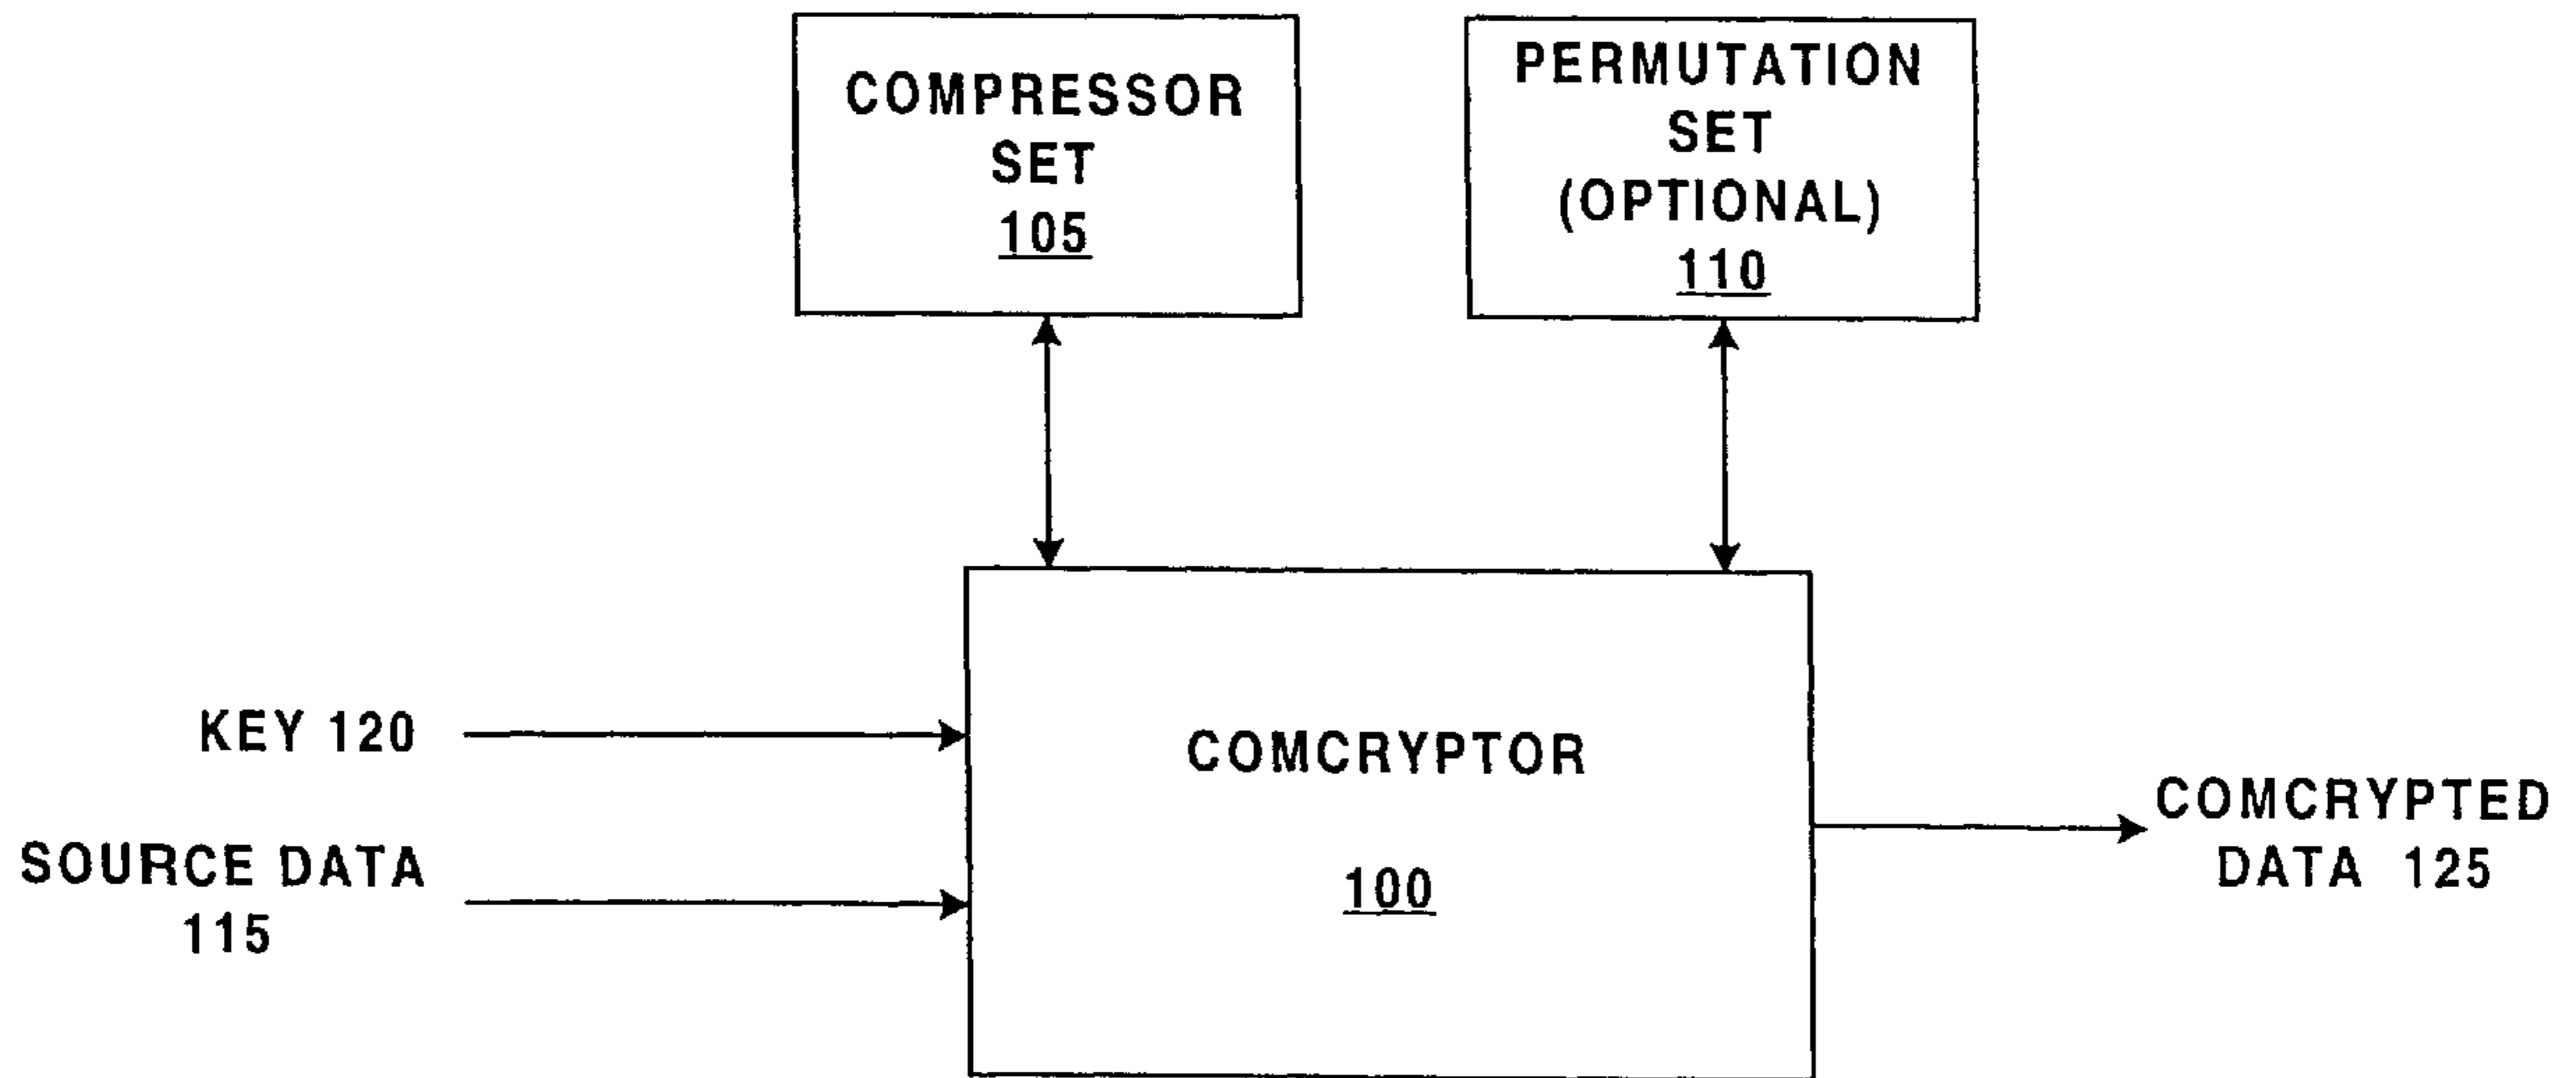 COMPRESSOR
SET
105
PERMUTATION
SET
(OPTIONAL)
110
KEY 120
SOURCE DATA
115
COMCRYPTOR
100
COMCRYPTED
DATA 125